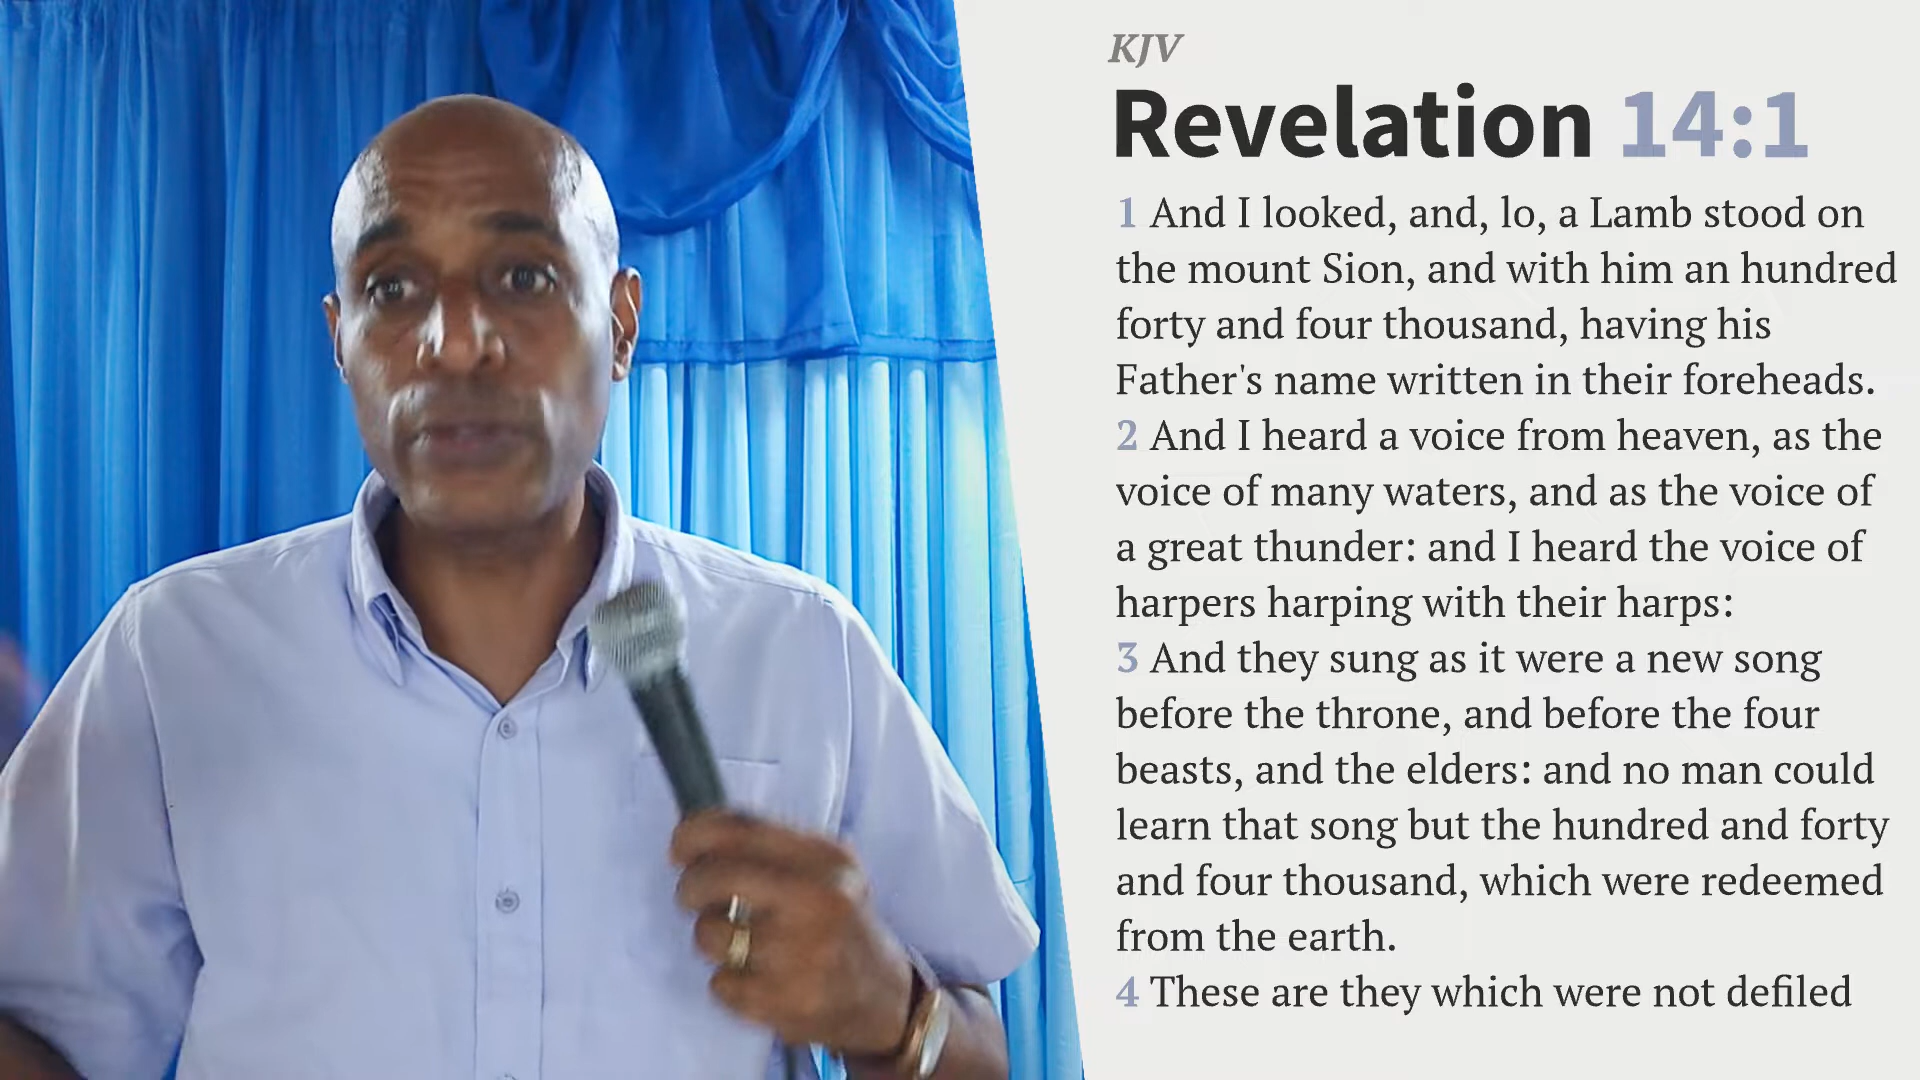 KJV
Revelation 14:1
1 And I looked, and, lo, a Lamb stood on
the mount Sion, and with him an hundred
forty and four thousand, having his
Father's name written in their foreheads.
2 And I heard a voice from heaven, as the
voice of many waters, and as the voice of
a great thunder: and I heard the voice of
harpers harping with their harps:
3 And they sung as it were a new song
before the throne, and before the four
beasts, and the elders: and no man could
learn that song but the hundred and forty
and four thousand, which were redeemed
from the earth.
4 These are they which were not defiled